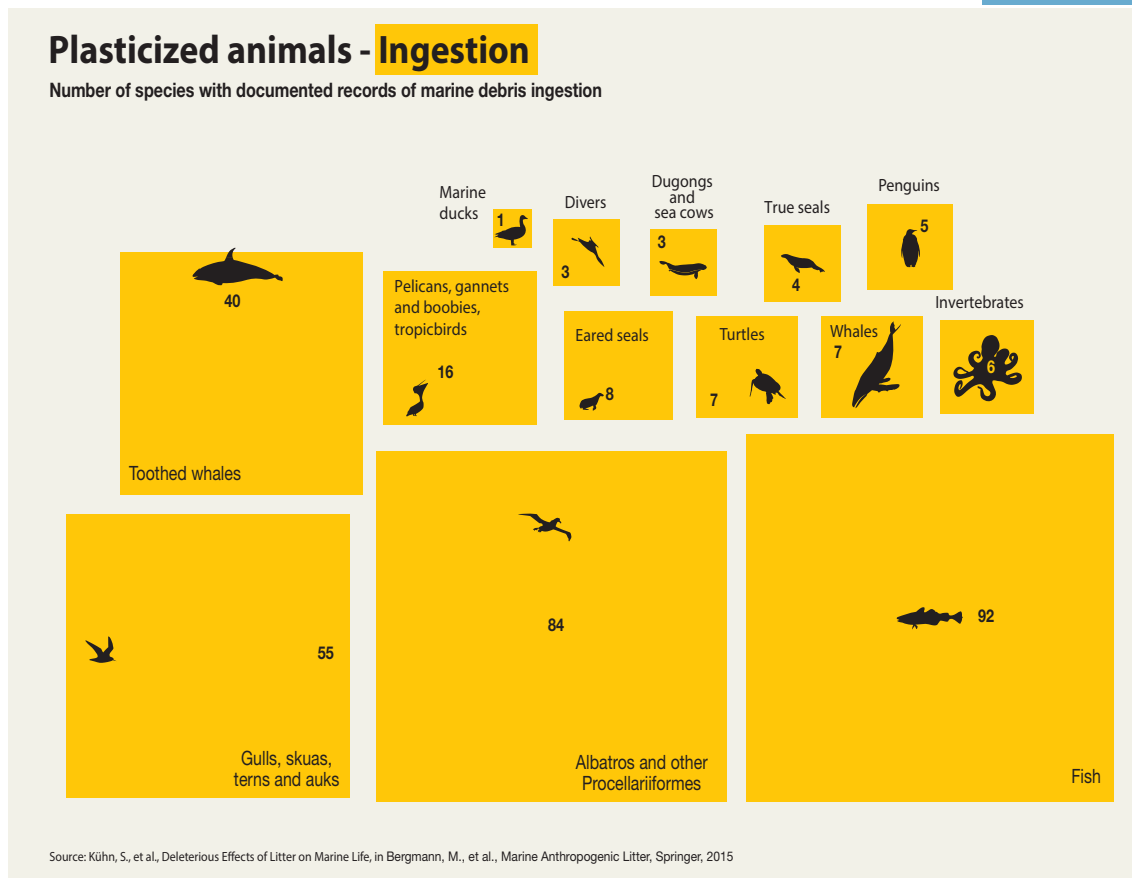 Plasticized animals - Ingestion
Number of species with documented records of marine debris ingestion
Marine
ducks
1
Divers
3
Dugongs
and
sea cows
3
True seals
4
Penguins
5
40
Toothed whales
Pelicans, gannets
and boobies,
tropicbirds
16
Eared seals
8
Turtles
7
Whales
7
Invertebrates
6
55
Gulls, skuas,
terns and auks
84
Albatros and other
Procellariiformes
92
Fish
Source: Kühn, S., et al., Deleterious Effects of Litter on Marine Life, in Bergmann, M., et al., Marine Anthropogenic Litter, Springer, 2015